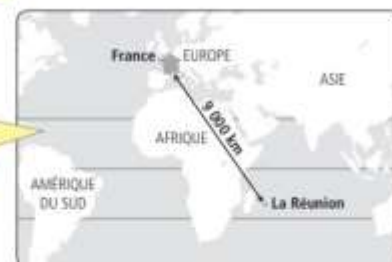 France
EUROPE
ASIE
9 000 km
AFRIQUE
AMÉRIQUE
DU SUD
La Réunion